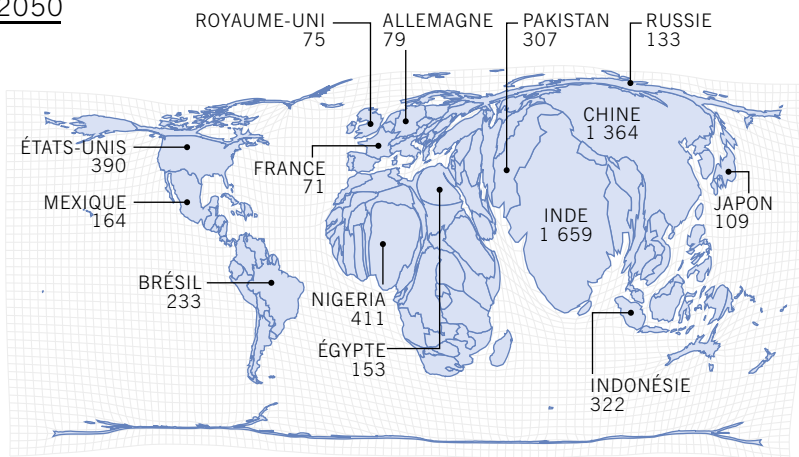 2050
ROYAUME-UNI
75
ALLEMAGNE
79
PAKISTAN
307
RUSSIE
133
CHINE
1 364
ÉTATS-UNIS
390
FRANCE
71
MEXIQUE
164
JAPON
109
INDE
1 659
BRÉSIL
233
NIGERIA
411
ÉGYPTE
153
INDONÉSIE
322